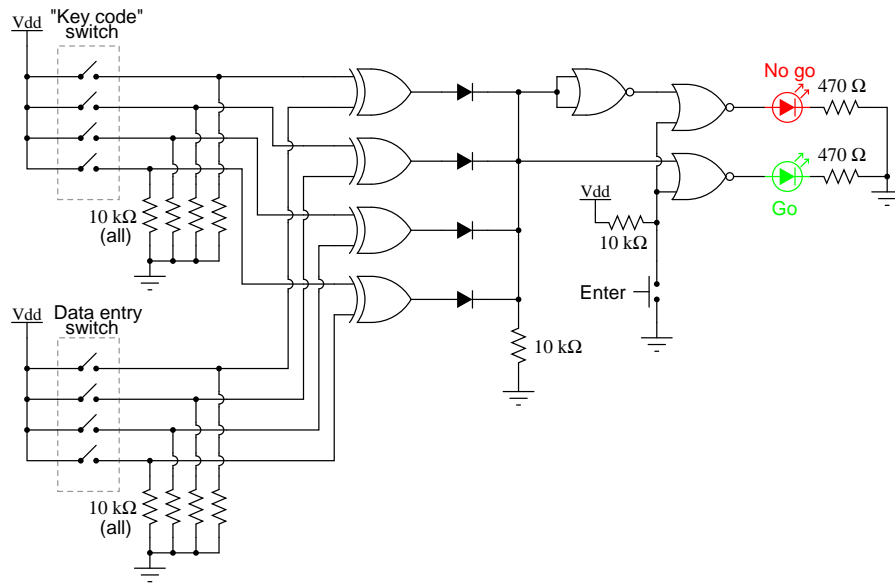 Vdd
"Key code"
switch
10 kΩ
(all)
Vdd
Data entry
switch
10 kΩ
(all)
10 kΩ
Vdd
10 kΩ
Enter
No go
470 Ω
470 Ω
Go